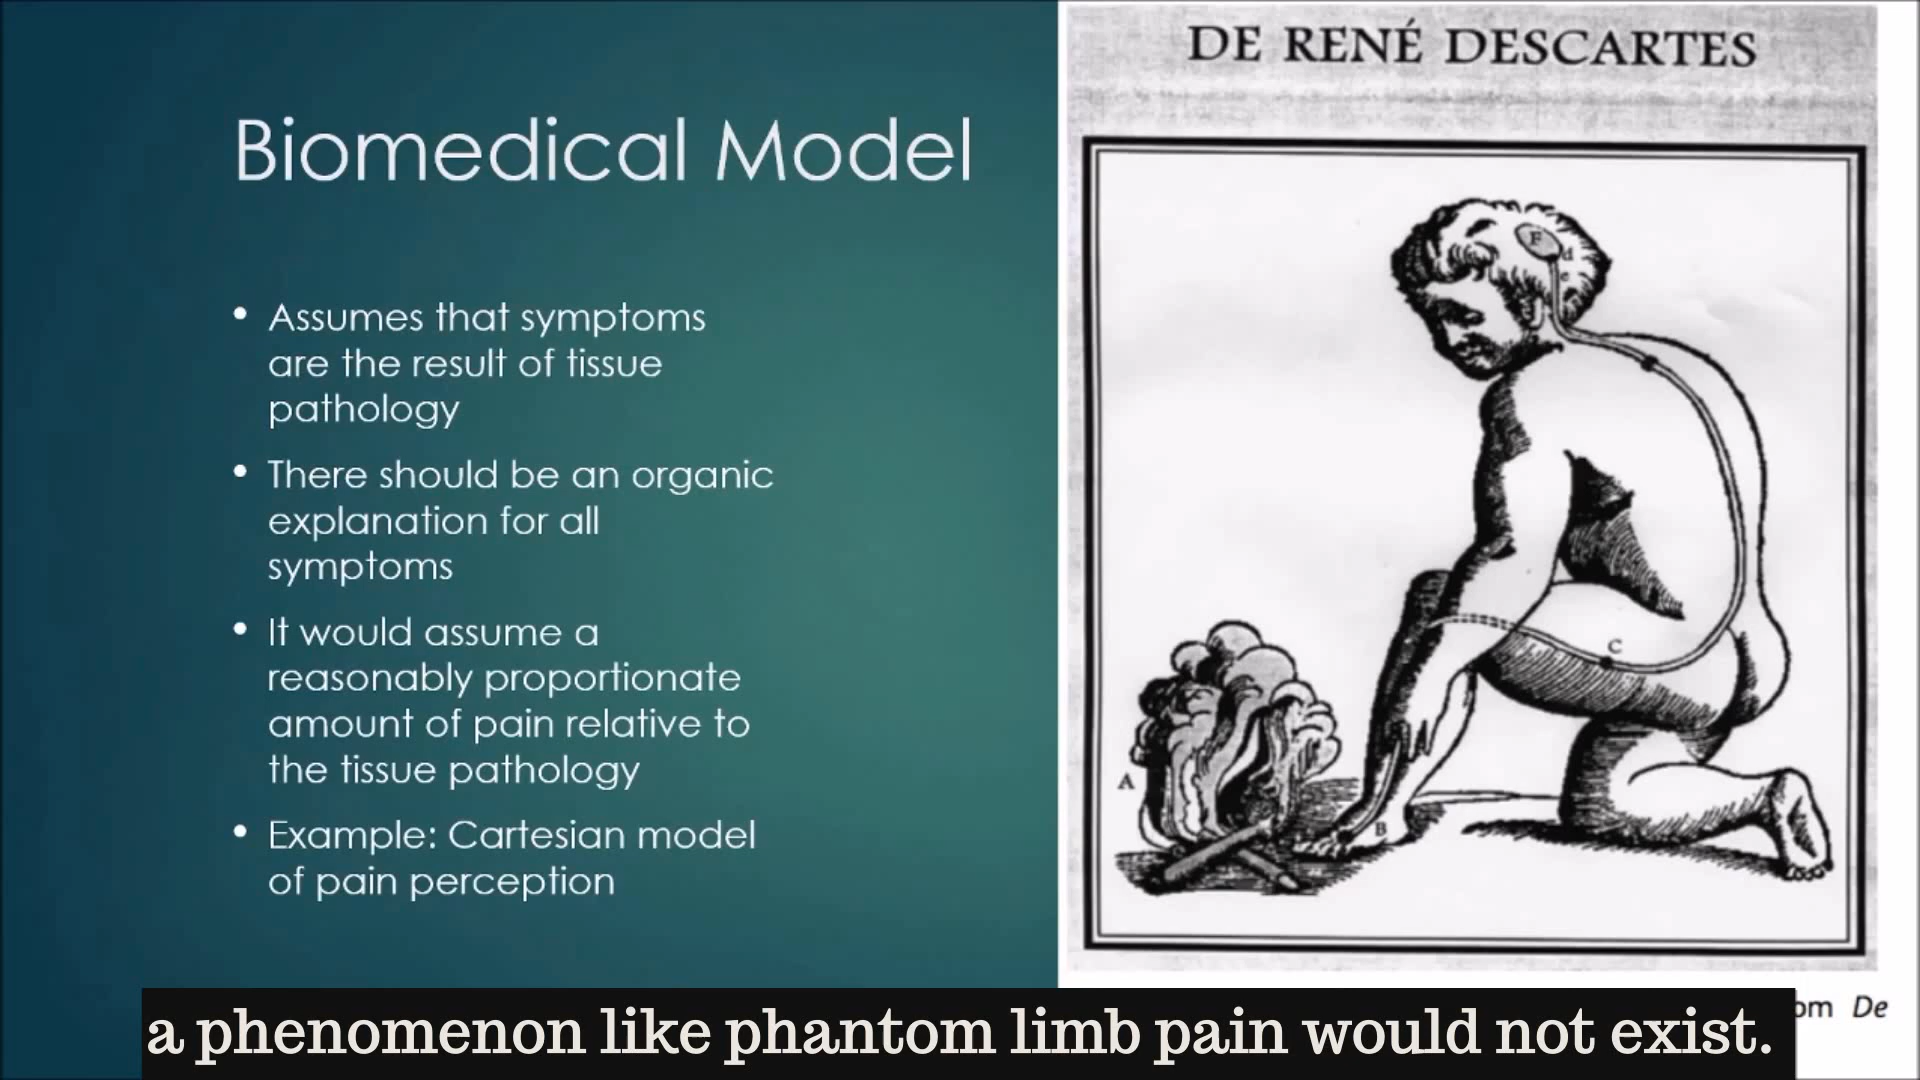 DE RENÉ DESCARTES
Biomedical Model
• Assumes that symptoms
are the result of tissue
pathology
• There should be an organic
explanation for all
symptoms
• It would assume a
reasonably proportionate
amount of pain relative to
the tissue pathology
• Example: Cartesian model
of pain perception
F
d
e
C
A
B
om De
a phenomenon like phantom limb pain would not exist.